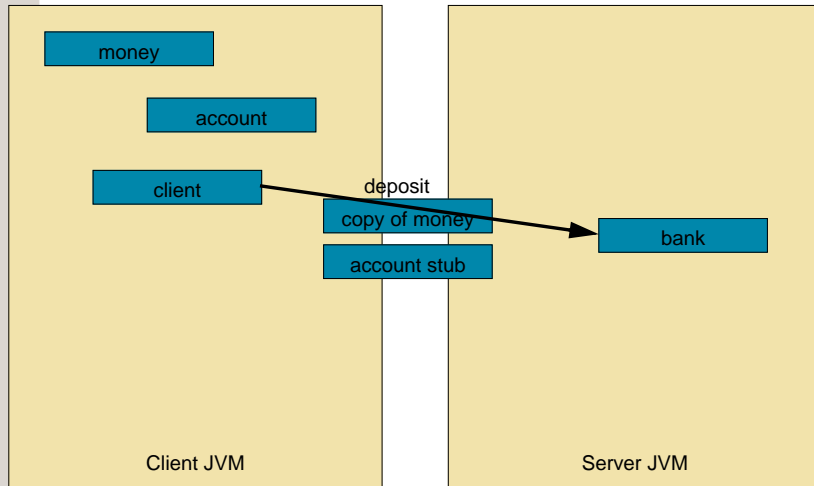 money
account
client
deposit
copy of money
bank
account stub
Client JVM
Server JVM